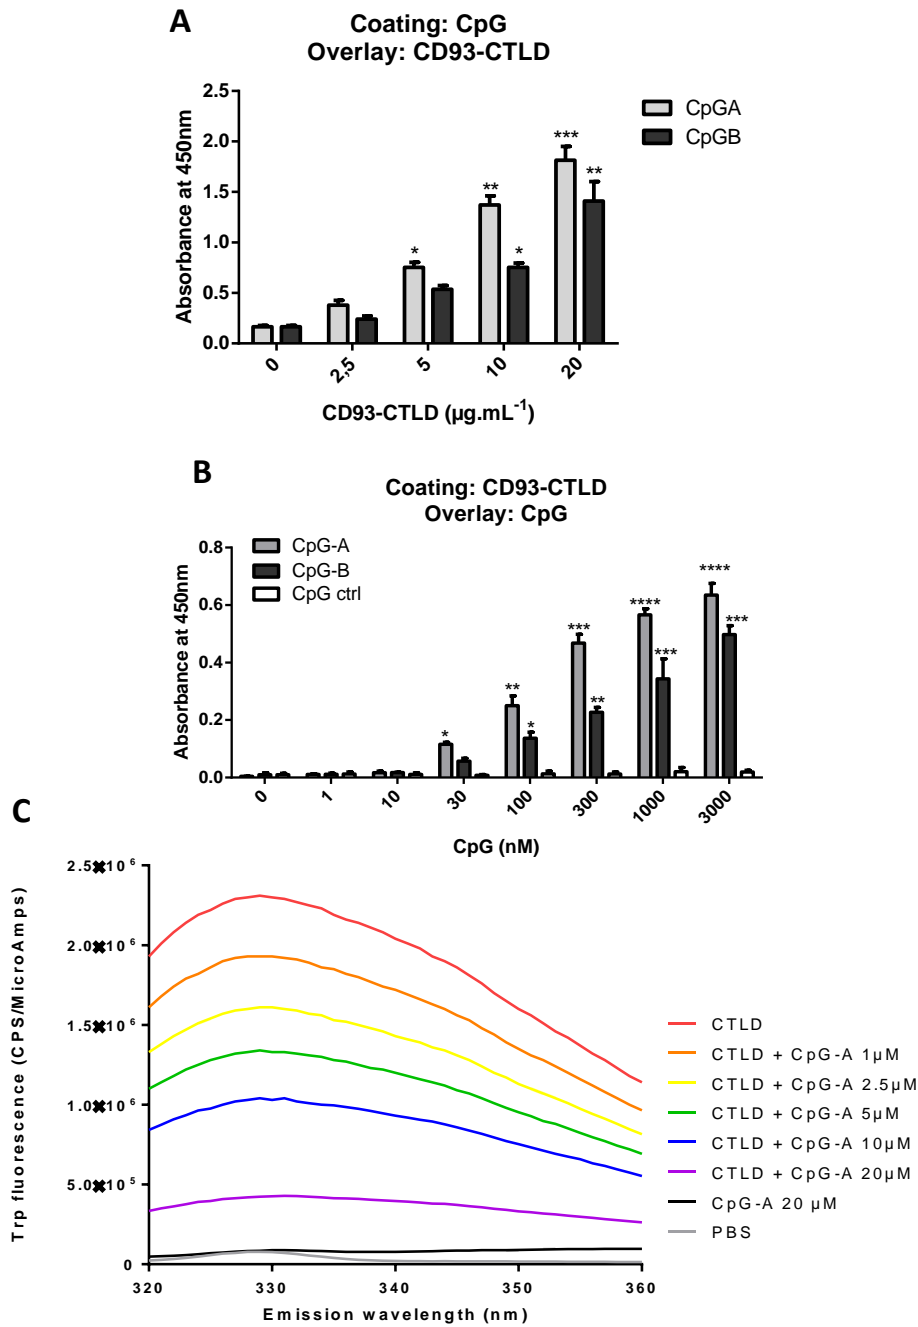 A
Coating: CpG
Overlay: CD93-CTLD
Absorbance at 450nm
2.5
2.0
1.5
1.0
0.5
0.0
*
**
*
***
**
CpGA
CpGB
0
2,5
5
10
20
CD93-CTLD (µg.mL⁻¹)
B
Coating: CD93-CTLD
Overlay: CpG
Absorbance at 450nm
0.8
0.6
0.4
0.2
0.0
CpG-A
CpG-B
CpG ctrl
*
**
*
***
**
****
***
****
***
0
1
10
30
100
300
1000
3000
CpG (nM)
C
Trp fluorescence (CPS/MicroAmps)
2.5✖10⁶
2.0✖10⁶
1.5✖10⁶
1.0✖10⁶
5.0✖10⁵
0
320
330
340
350
360
Emission wavelength (nm)
CTLD
CTLD + CpG-A 1µM
CTLD + CpG-A 2.5µM
CTLD + CpG-A 5µM
CTLD + CpG-A 10µM
CTLD + CpG-A 20µM
CpG-A 20 µM
PBS